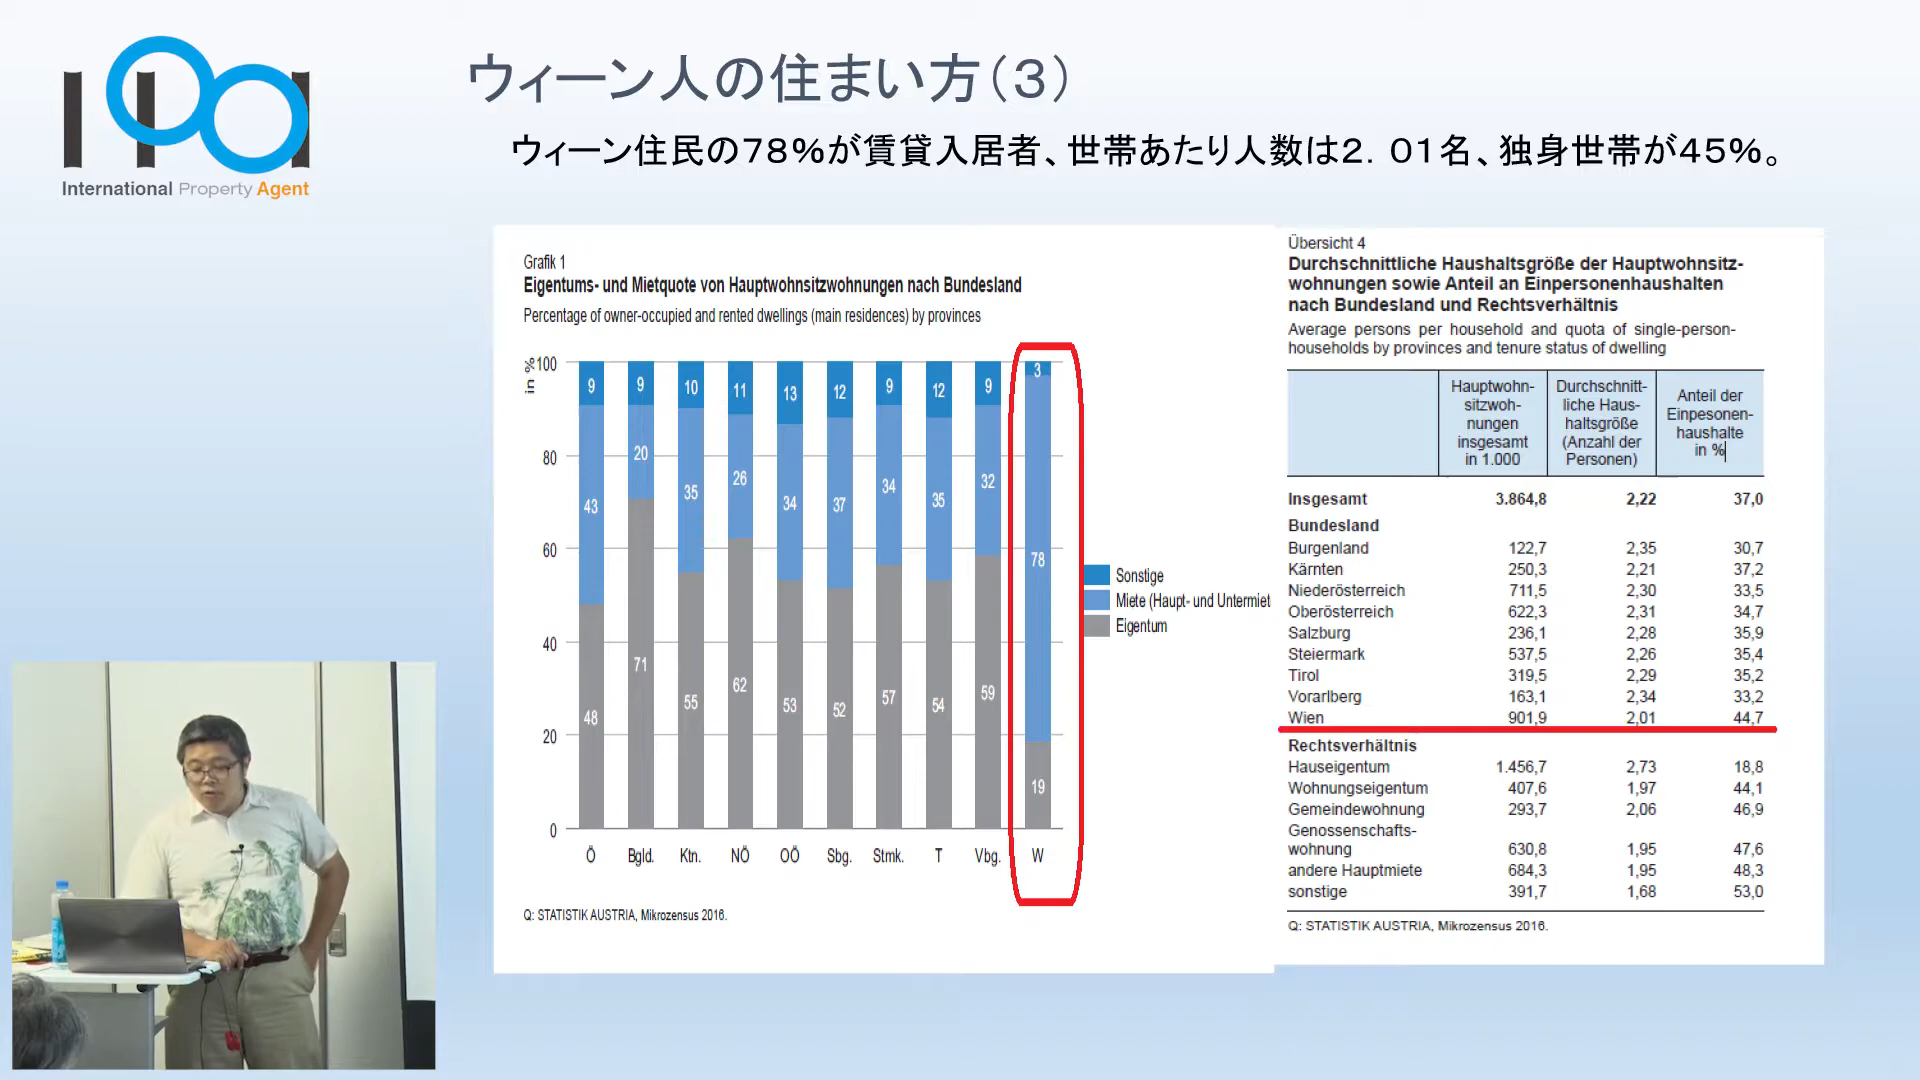 International Property Agent
ウィーン人の住まい方（３）
ウィーン住民の７８％が賃貸入居者、世帯あたり人数は２．０１名、独身世帯が４５％。
Grafik 1
Eigentums- und Mietquote von Hauptwohnsitzwohnungen nach Bundesland
Percentage of owner-occupied and rented dwellings (main residences) by provinces
in %
100
80
60
40
20
0
9 9 10 11 13 12 9 12 9 3
43 20 35 26 34 37 34 35 32 78
48 71 55 62 53 52 57 54 59 19
Ö Bgld. Ktn. NÖ OÖ Sbg. Stmk. T Vbg. W
Sonstige
Miete (Haupt- und Untermiet
Eigentum
Q: STATISTIK AUSTRIA, Mikrozensus 2016.
Übersicht 4
Durchschnittliche Haushaltsgröße der Hauptwohnsitz-
wohnungen sowie Anteil an Einpersonenhaushalten
nach Bundesland und Rechtsverhältnis
Average persons per household and quota of single-person-
households by provinces and tenure status of dwelling
Hauptwohn-
sitzwoh-
nungen
insgesamt
in 1.000
Durchschnitt-
liche Haus-
haltsgröße
(Anzahl der
Personen)
Anteil der
Einpesonen-
haushalte
in %
Insgesamt 3.864,8 2,22 37,0
Bundesland
Burgenland 122,7 2,35 30,7
Kärnten 250,3 2,21 37,2
Niederösterreich 711,5 2,30 33,5
Oberösterreich 622,3 2,31 34,7
Salzburg 236,1 2,28 35,9
Steiermark 537,5 2,26 35,4
Tirol 319,5 2,29 35,2
Vorarlberg 163,1 2,34 33,2
Wien 901,9 2,01 44,7
Rechtsverhältnis
Hauseigentum 1.456,7 2,73 18,8
Wohnungseigentum 407,6 1,97 44,1
Gemeindewohnung 293,7 2,06 46,9
Genossenschafts-
wohnung 630,8 1,95 47,6
andere Hauptmiete 684,3 1,95 48,3
sonstige 391,7 1,68 53,0
Q: STATISTIK AUSTRIA, Mikrozensus 2016.